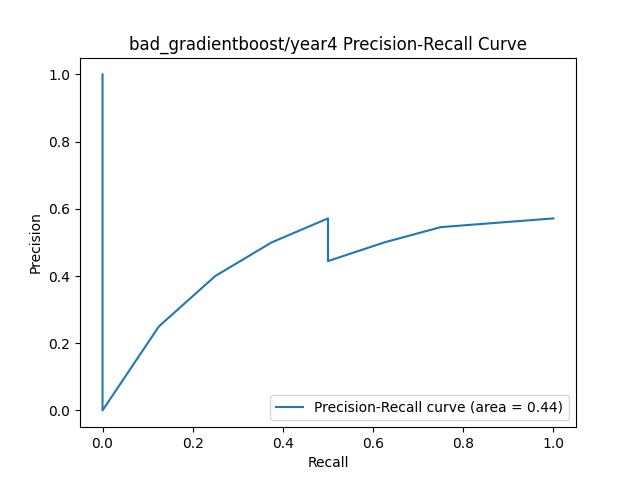 bad_gradientboost/year4 Precision-Recall Curve
1.0
0.8
0.6
0.4
0.2
0.0
Precision
Precision-Recall curve (area = 0.44)
0.0 0.2 0.4 0.6 0.8 1.0
Recall